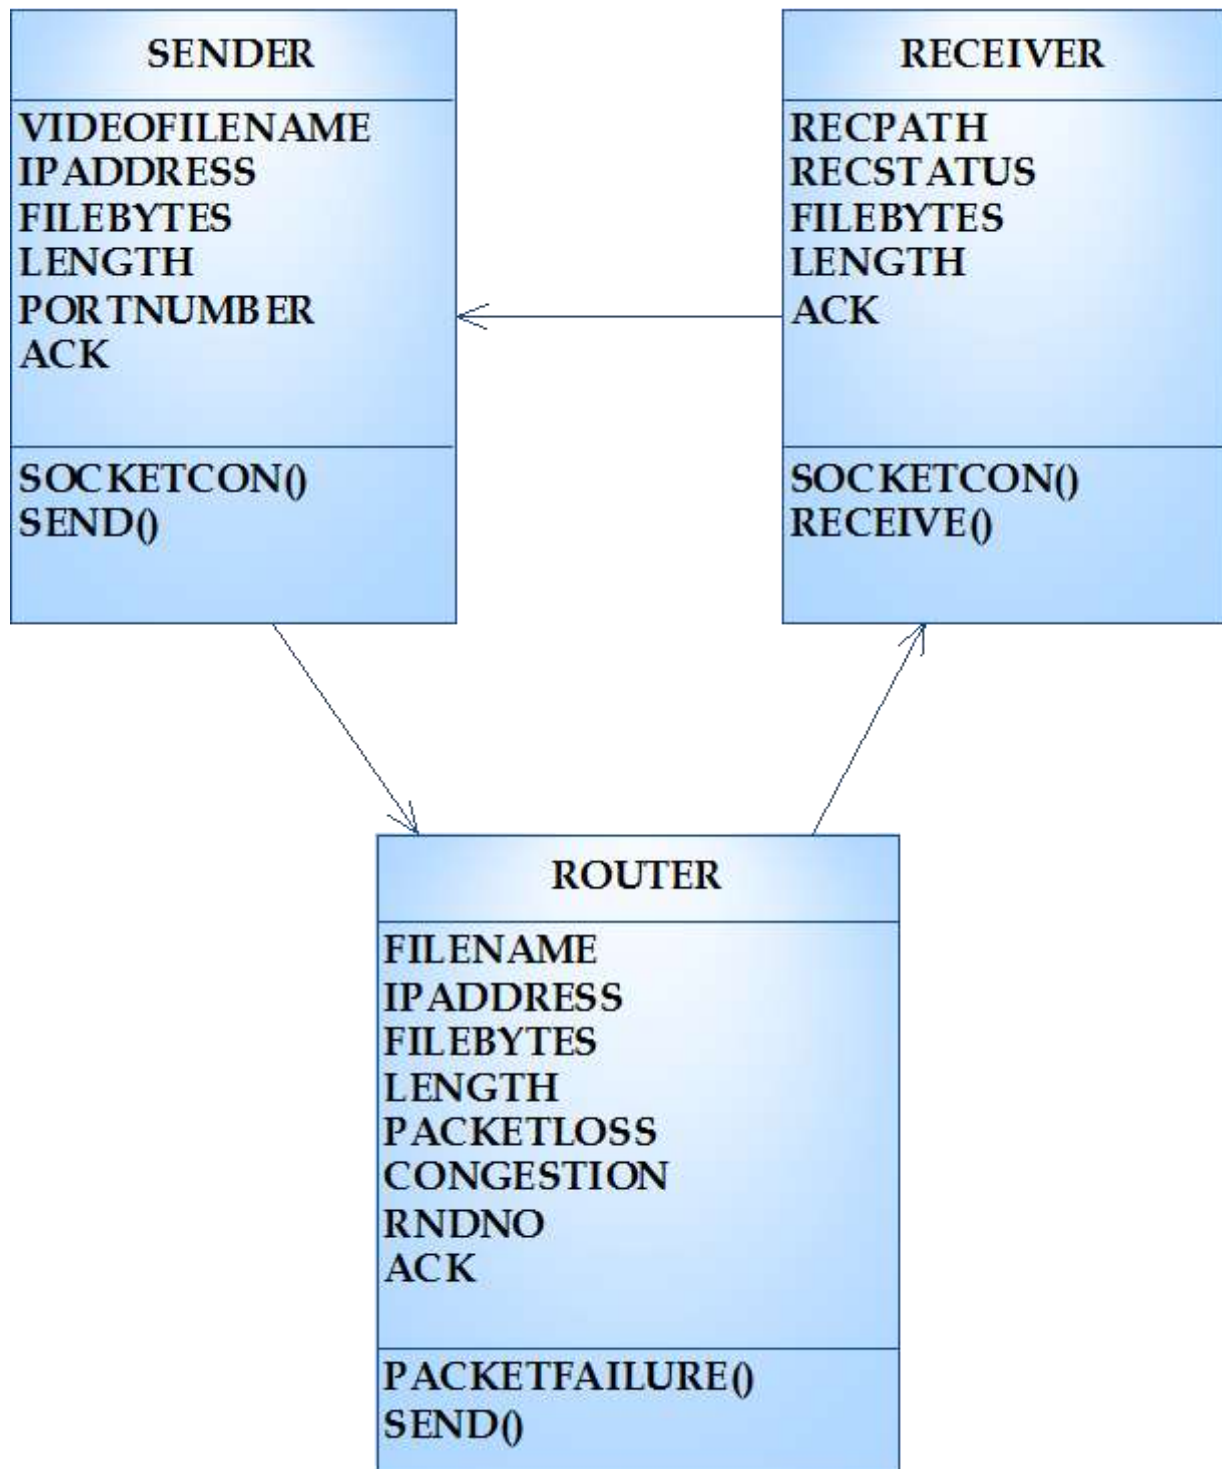 SENDER
VIDEOFILENAME
IPADDRESS
FILEBYTES
LENGTH
PORTNUMBER
ACK
SOCKETCON()
SEND()
RECEIVER
RECPATH
RECSTATUS
FILEBYTES
LENGTH
ACK
SOCKETCON()
RECEIVE()
ROUTER
FILENAME
IPADDRESS
FILEBYTES
LENGTH
PACKETLOSS
CONGESTION
RNDNO
ACK
PACKETFAILURE()
SEND()